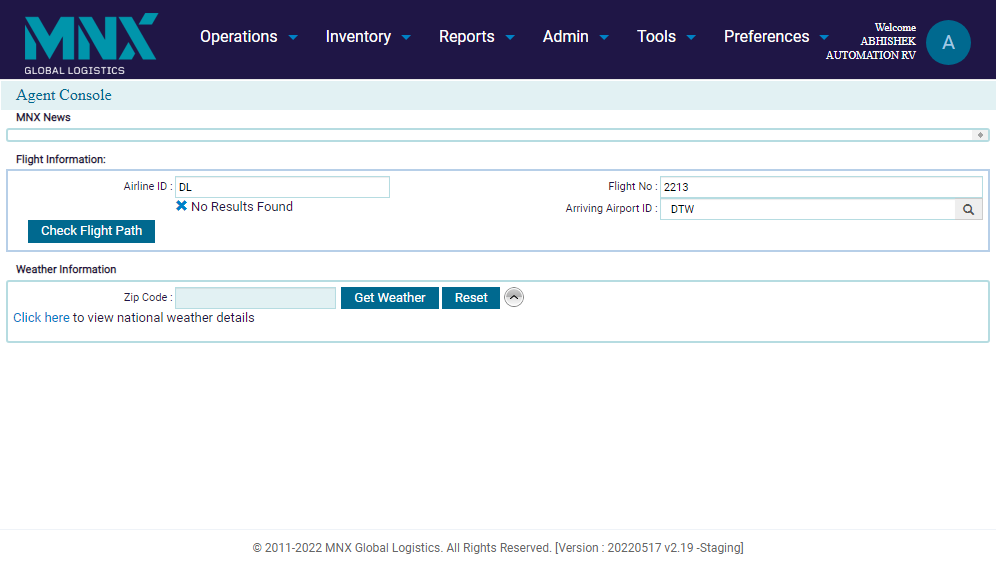 MNX
GLOBAL LOGISTICS
Operations Inventory Reports Admin Tools Preferences
Welcome
ABHISHEK
AUTOMATION RV
A
Agent Console
MNX News
Flight Information:
Airline ID : DL Flight No : 2213
No Results Found Arriving Airport ID : DTW
Check Flight Path
Weather Information
Zip Code : Get Weather Reset
Click here to view national weather details
© 2011-2022 MNX Global Logistics. All Rights Reserved. [Version : 20220517 v2.19 -Staging]